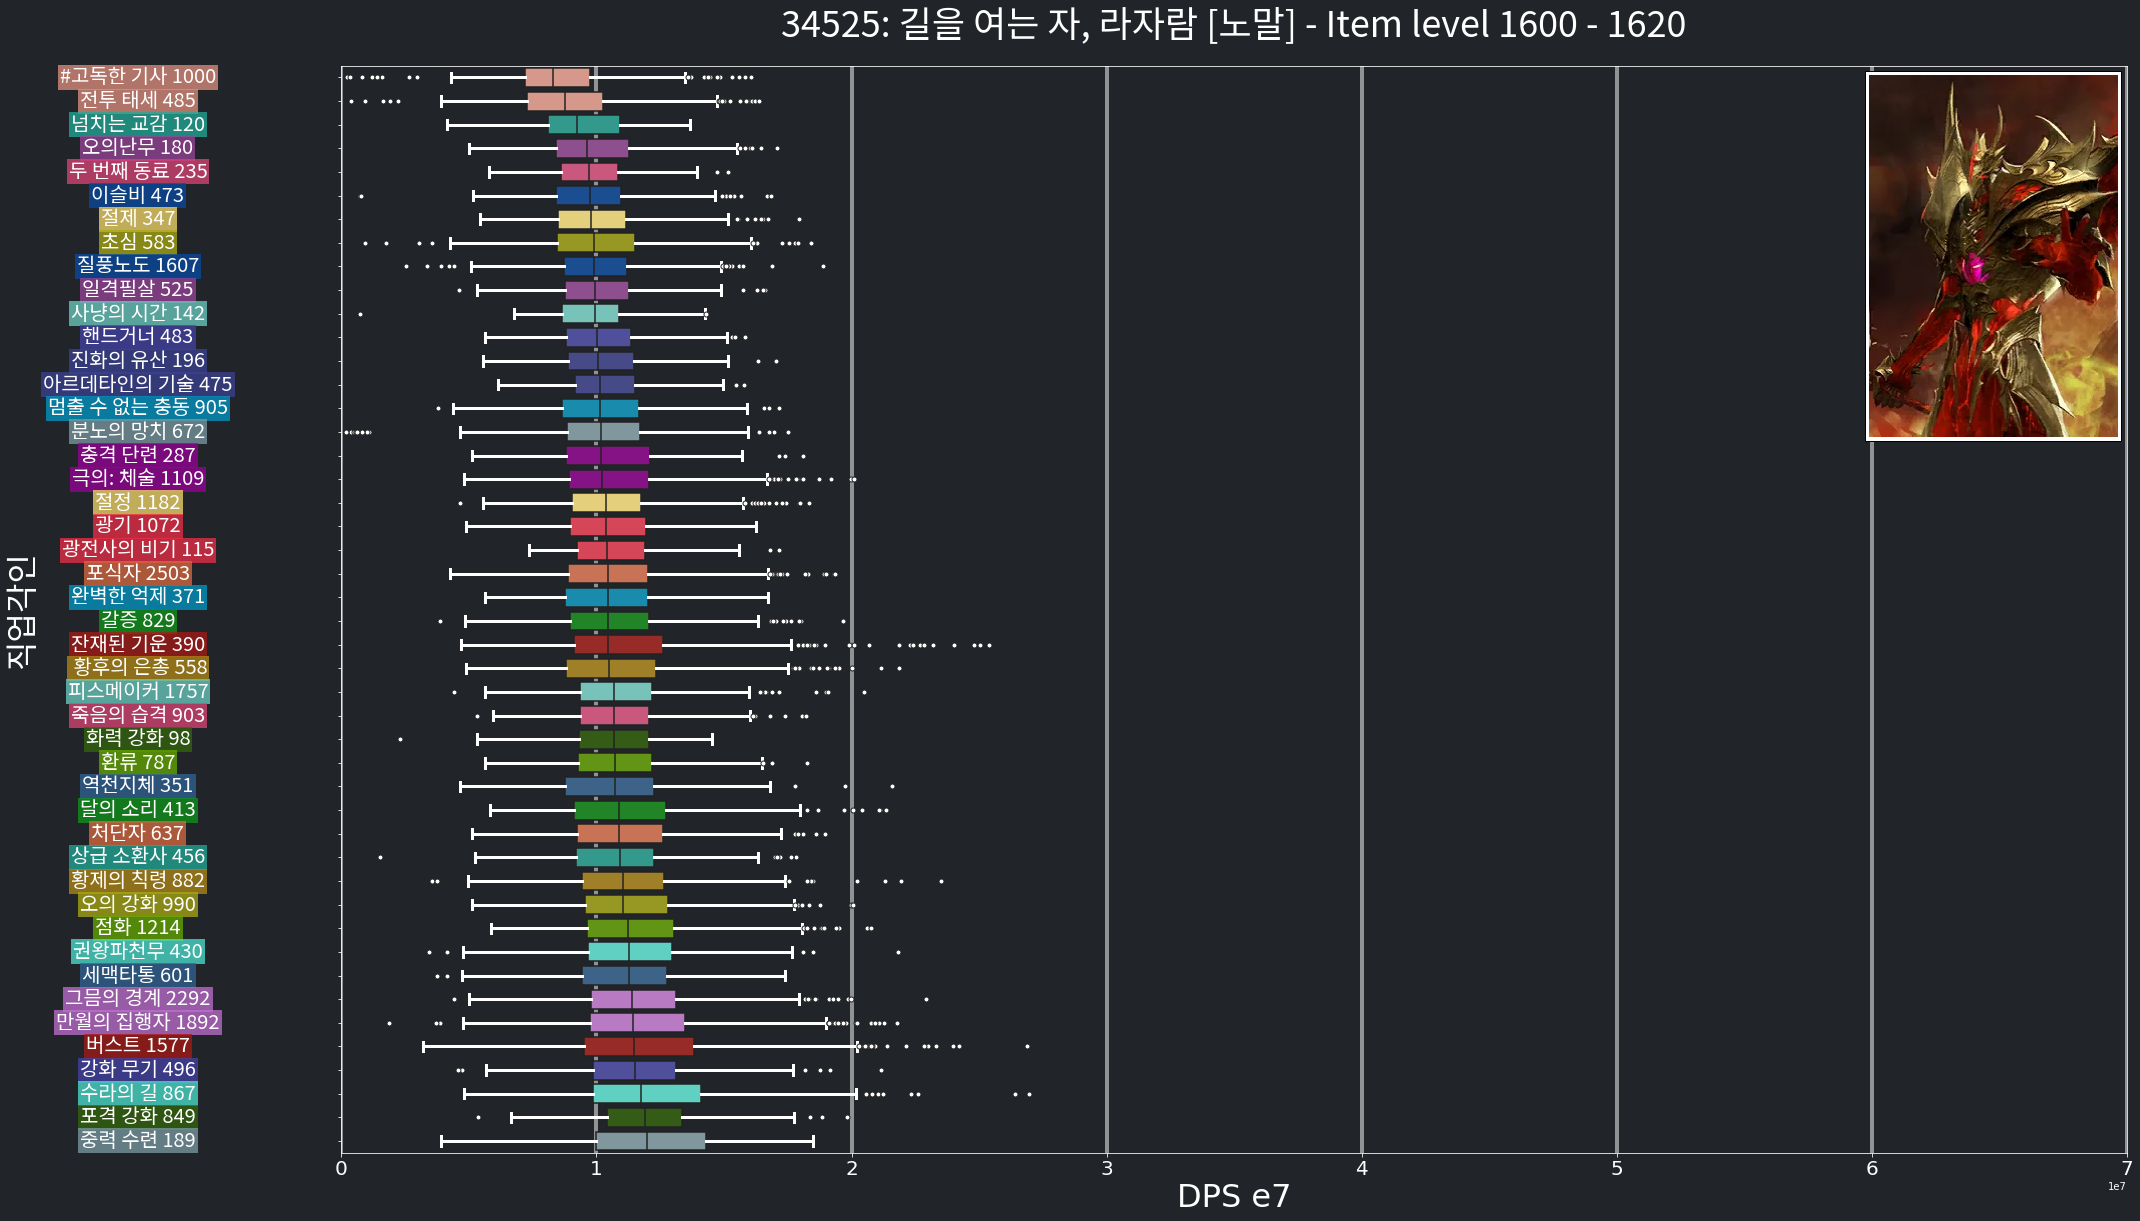 34525: 길을 여는 자, 라자람 [노말] - Item level 1600 - 1620
#고독한 기사 1000
전투 태세 485
넘치는 교감 120
오의난무 180
두 번째 동료 235
이슬비 473
절제 347
초심 583
질풍노도 1607
일격필살 525
사냥의 시간 142
핸드거너 483
진화의 유산 196
아르데타인의 기술 475
멈출 수 없는 충동 905
분노의 망치 672
충격 단련 287
극의: 체술 1109
절정 1182
광기 1072
광전사의 비기 115
포식자 2503
완벽한 억제 371
갈증 829
잔재된 기운 390
황후의 은총 558
피스메이커 1757
죽음의 습격 903
화력 강화 98
환류 787
역천지체 351
달의 소리 413
처단자 637
상급 소환사 456
황제의 칙령 882
오의 강화 990
점화 1214
권왕파천무 430
세맥타통 601
그믐의 경계 2292
만월의 집행자 1892
버스트 1577
강화 무기 496
수라의 길 867
포격 강화 849
중력 수련 189
직업각인
0 1 2 3 4 5 6 7
1e7
DPS e7